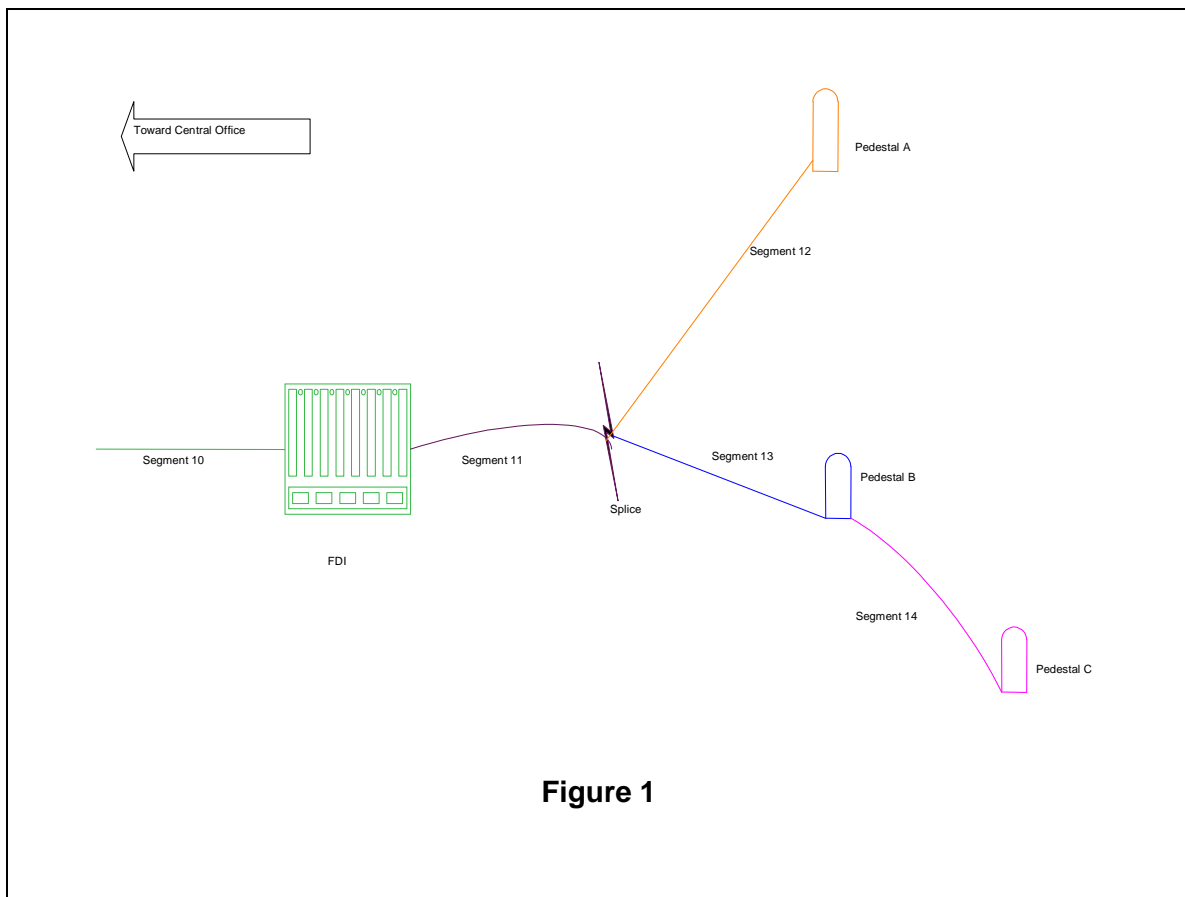 Toward Central Office
Pedestal A
Segment 12
Segment 10
Segment 11
Segment 13
Pedestal B
Splice
FDI
Segment 14
Pedestal C
Figure 1